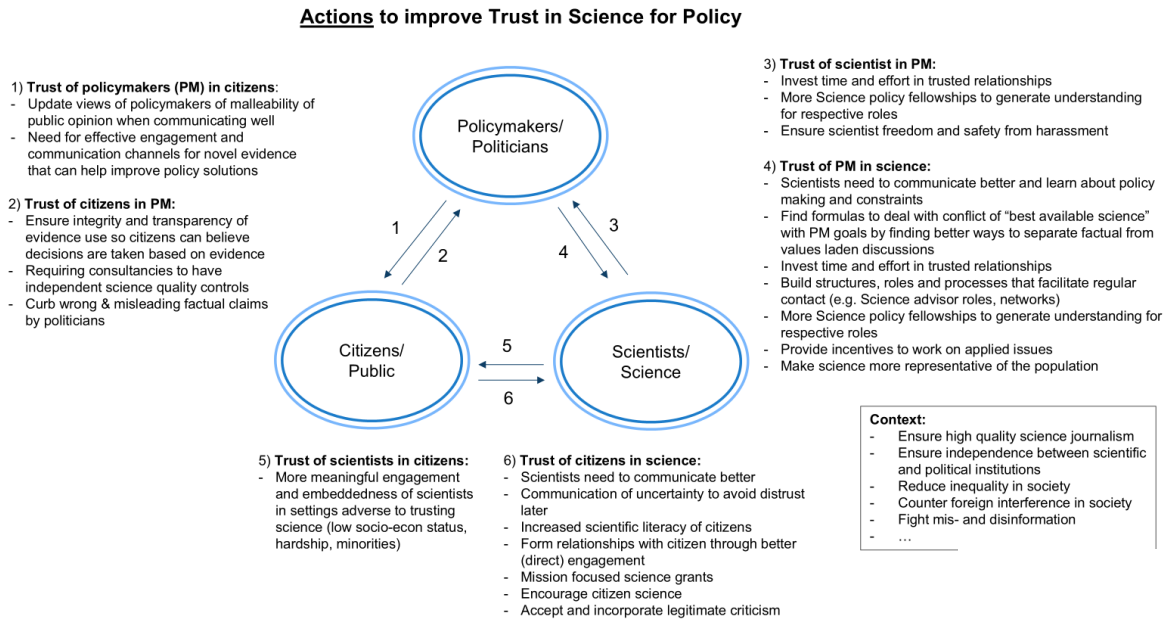 Actions to improve Trust in Science for Policy
1) Trust of policymakers (PM) in citizens:
- Update views of policymakers of malleability of
public opinion when communicating well
- Need for effective engagement and
communication channels for novel evidence
that can help improve policy solutions
2) Trust of citizens in PM:
- Ensure integrity and transparency of
evidence use so citizens can believe
decisions are taken based on evidence
- Requiring consultancies to have
independent science quality controls
- Curb wrong & misleading factual claims
by politicians
Policymakers/
Politicians
1
2
3
4
Citizens/
Public
5
6
Scientists/
Science
3) Trust of scientist in PM:
- Invest time and effort in trusted relationships
- More Science policy fellowships to generate understanding
for respective roles
- Ensure scientist freedom and safety from harassment
4) Trust of PM in science:
- Scientists need to communicate better and learn about policy
making and constraints
- Find formulas to deal with conflict of “best available science”
with PM goals by finding better ways to separate factual from
values laden discussions
- Invest time and effort in trusted relationships
- Build structures, roles and processes that facilitate regular
contact (e.g. Science advisor roles, networks)
- More Science policy fellowships to generate understanding for
respective roles
- Provide incentives to work on applied issues
- Make science more representative of the population
5) Trust of scientists in citizens:
- More meaningful engagement
and embeddedness of scientists
in settings adverse to trusting
science (low socio-econ status,
hardship, minorities)
6) Trust of citizens in science:
- Scientists need to communicate better
- Communication of uncertainty to avoid distrust
later
- Increased scientific literacy of citizens
- Form relationships with citizen through better
(direct) engagement
- Mission focused science grants
- Encourage citizen science
- Accept and incorporate legitimate criticism
Context:
- Ensure high quality science journalism
- Ensure independence between scientific
and political institutions
- Reduce inequality in society
- Counter foreign interference in society
- Fight mis- and disinformation
- …